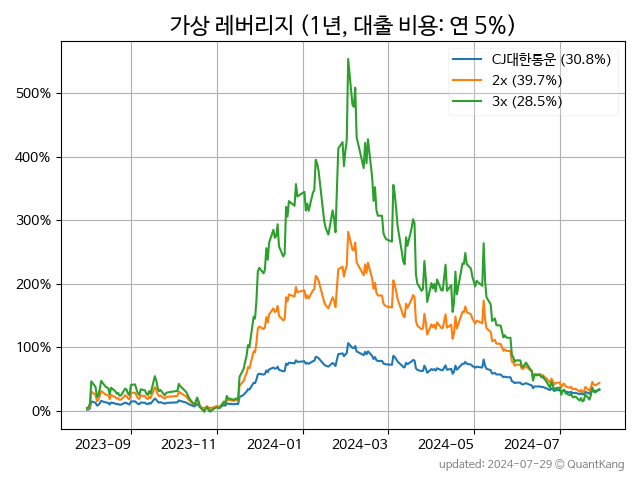 가상 레버리지 (1년, 대출 비용: 연 5%)
CJ대한통운 (30.8%)
2x (39.7%)
3x (28.5%)
500%
400%
300%
200%
100%
0%
2023-09 2023-11 2024-01 2024-03 2024-05 2024-07
updated: 2024-07-29 © QuantKang